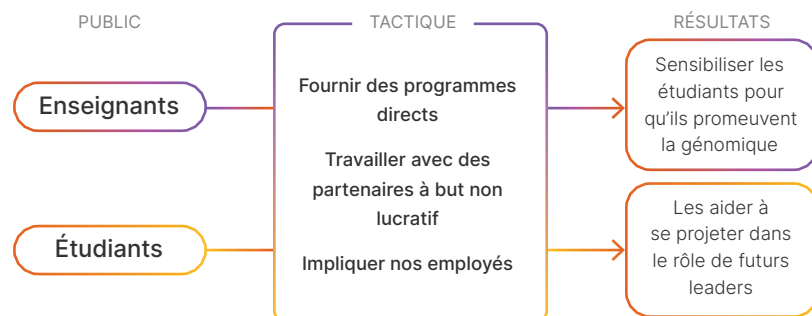 PUBLIC
TACTIQUE
RÉSULTATS
Enseignants
Étudiants
Fournir des programmes
directs
Travailler avec des
partenaires à but non
lucratif
Impliquer nos employés
Sensibiliser les
étudiants pour
qu’ils promeuvent
la génomique
Les aider à
se projeter dans
le rôle de futurs
leaders